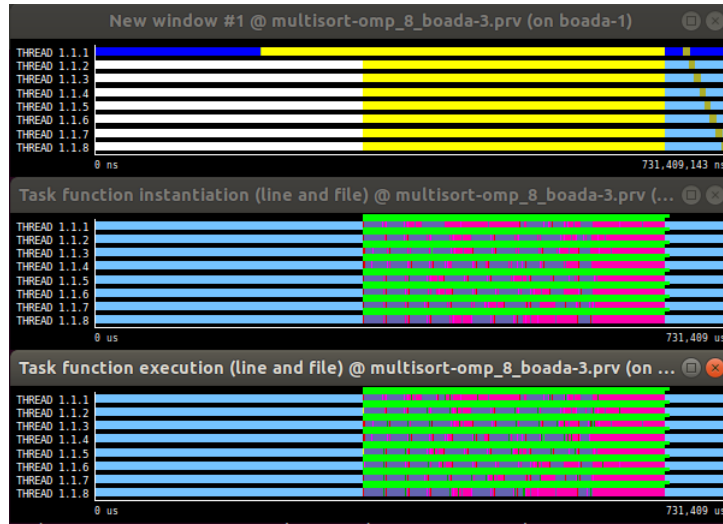 New window #1 @ multisort-omp_8_boada-3.prv (on boada-1)
THREAD 1.1.1
THREAD 1.1.2
THREAD 1.1.3
THREAD 1.1.4
THREAD 1.1.5
THREAD 1.1.6
THREAD 1.1.7
THREAD 1.1.8
0 ns 731,409,143 ns
Task function instantiation (line and file) @ multisort-omp_8_boada-3.prv (...
THREAD 1.1.1
THREAD 1.1.2
THREAD 1.1.3
THREAD 1.1.4
THREAD 1.1.5
THREAD 1.1.6
THREAD 1.1.7
THREAD 1.1.8
0 us 731,409 us
Task function execution (line and file) @ multisort-omp_8_boada-3.prv (on ...
THREAD 1.1.1
THREAD 1.1.2
THREAD 1.1.3
THREAD 1.1.4
THREAD 1.1.5
THREAD 1.1.6
THREAD 1.1.7
THREAD 1.1.8
0 us 731,409 us